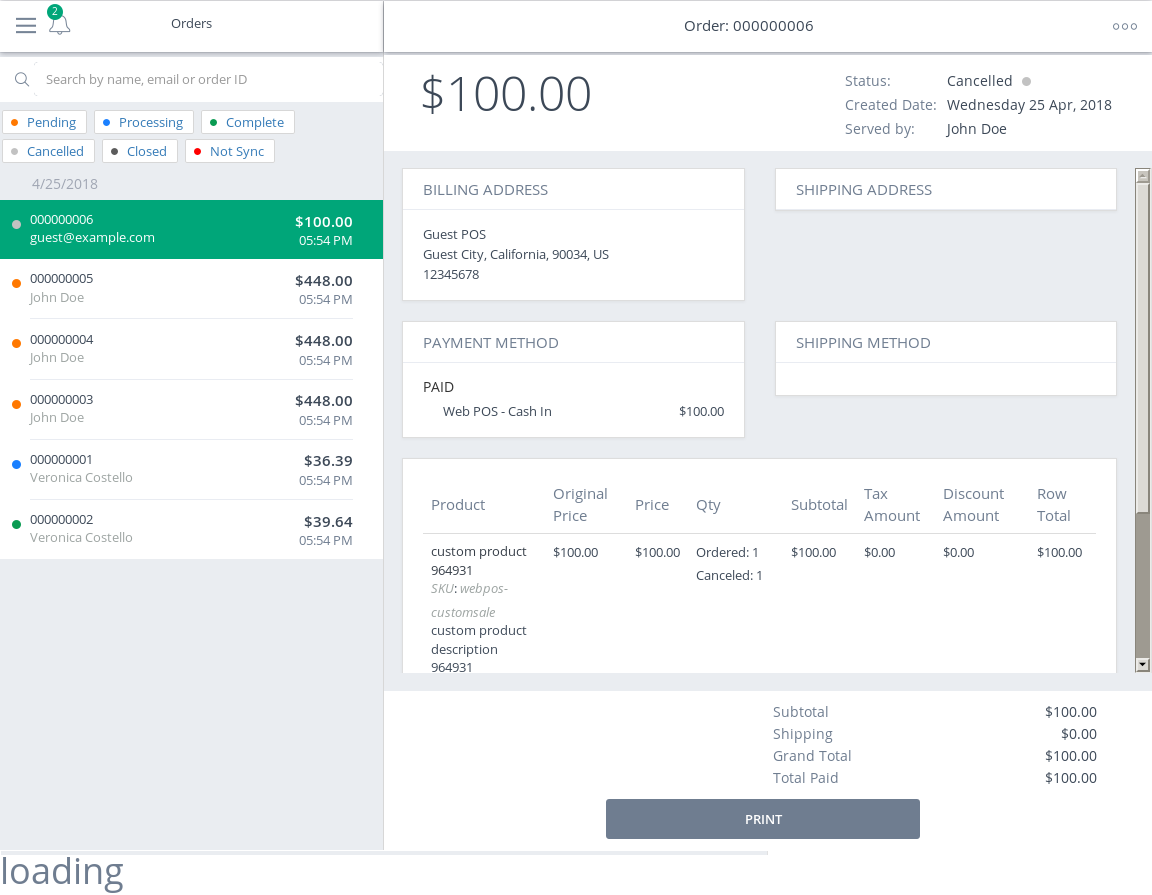 2
Orders
Order: 000000006
Search by name, email or order ID
Pending
Processing
Complete
Cancelled
Closed
Not Sync
4/25/2018
000000006
$100.00
guest@example.com
05:54 PM
000000005
$448.00
John Doe
05:54 PM
000000004
$448.00
John Doe
05:54 PM
000000003
$448.00
John Doe
05:54 PM
000000001
$36.39
Veronica Costello
05:54 PM
000000002
$39.64
Veronica Costello
05:54 PM
$100.00
Status: Cancelled
Created Date: Wednesday 25 Apr, 2018
Served by: John Doe
BILLING ADDRESS
Guest POS
Guest City, California, 90034, US
12345678
SHIPPING ADDRESS
PAYMENT METHOD
PAID
Web POS - Cash In $100.00
SHIPPING METHOD
Product
Original
Price
Price
Qty
Subtotal
Tax
Amount
Discount
Amount
Row
Total
custom product
964931
SKU: webpos-
customsale
custom product
description
964931
$100.00
$100.00
Ordered: 1
Canceled: 1
$100.00
$0.00
$0.00
$100.00
Subtotal $100.00
Shipping $0.00
Grand Total $100.00
Total Paid $100.00
PRINT
loading